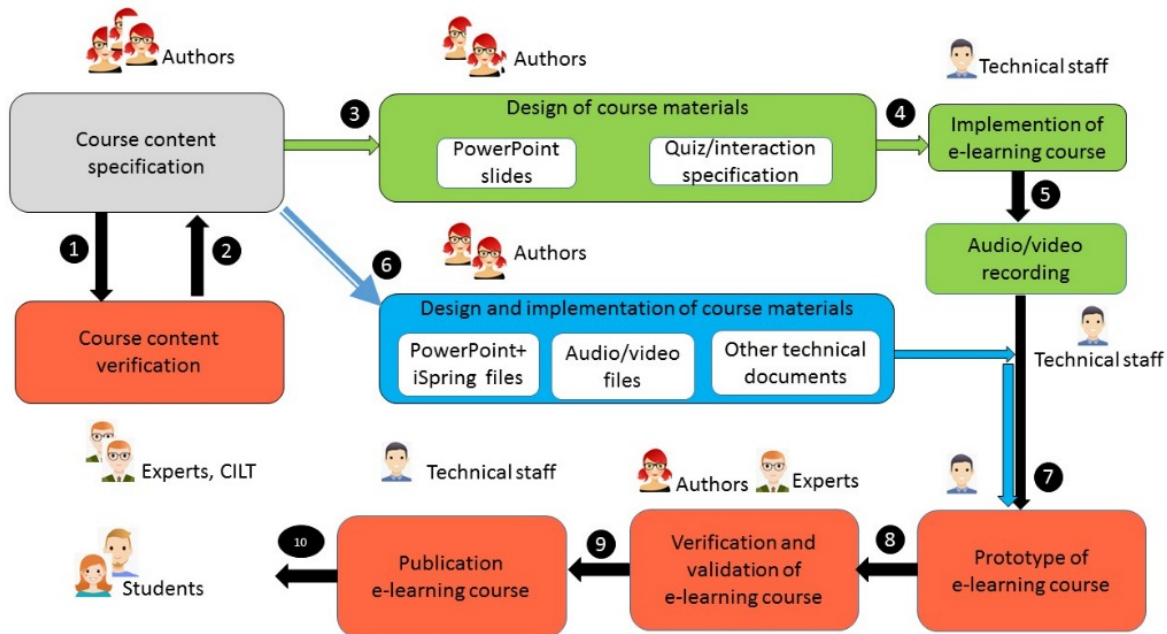 Authors
Authors
Technical staff
Course content
specification
3
Design of course materials
PowerPoint
slides
Quiz/interaction
specification
4
Implemention of
e-learning course
1
2
5
Authors
6
Audio/video
recording
Course content
verification
Design and implementation of course materials
PowerPoint+
iSpring files
Audio/video
files
Other technical
documents
Technical staff
Experts, CILT
Technical staff
Authors
Experts
7
Students
10
Publication
e-learning course
9
Verification and
validation of
e-learning course
8
Prototype of
e-learning course